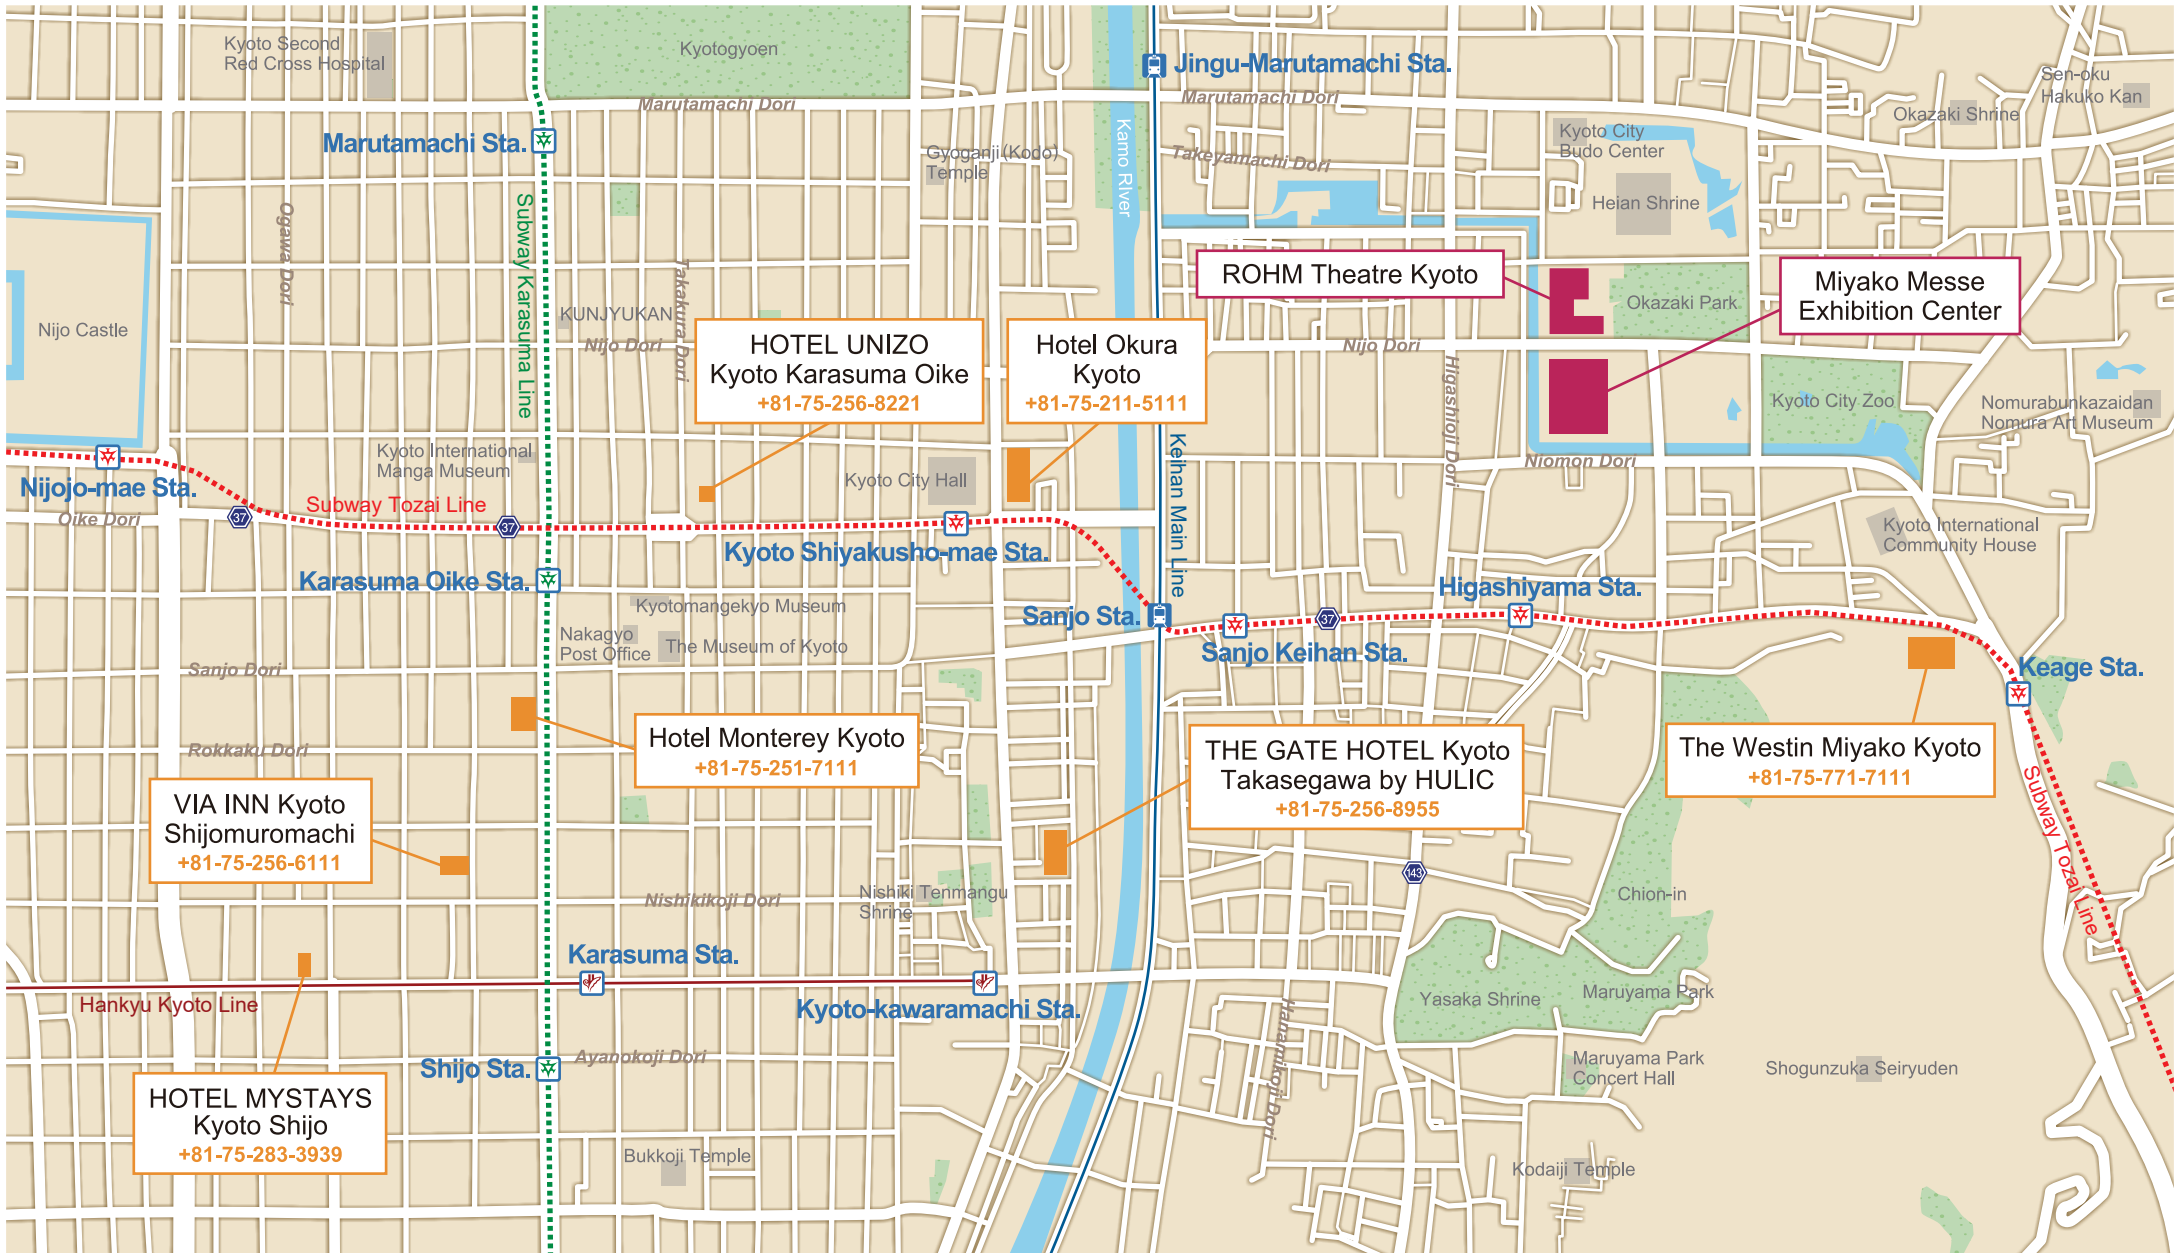 Kyoto Second
Red Cross Hospital
Kyotogyoen
Jingu-Marutamachi Sta.
Sen-oku
Hakuko Kan
Marutamachi Dori
Marutamachi Dori
Okazaki Shrine
Marutamachi Sta.
Kamo RIver
Kyoto City
Budo Center
Gyoganji(Kodo)
Temple
Takeyamachi Dori
Ogawa Dori
Subway Karasuma Line
Heian Shrine
Takakura Dori
ROHM Theatre Kyoto
Miyako Messe
Exhibition Center
Okazaki Park
Nijo Castle
KUNJYUKAN
Nijo Dori
HOTEL UNIZO
Kyoto Karasuma Oike
+81-75-256-8221
Hotel Okura
Kyoto
+81-75-211-5111
Nijo Dori
Higashioji Dori
Kyoto City Zoo
Nomurabunkazaidan
Nomura Art Museum
Kyoto International
Manga Museum
Keihan Main Line
Niomon Dori
Kyoto City Hall
Nijojo-mae Sta.
Subway Tozai Line
Oike Dori
37
37
Kyoto Shiyakusho-mae Sta.
Kyoto International
Community House
Karasuma Oike Sta.
Higashiyama Sta.
Kyotomangekyo Museum
Sanjo Sta.
37
Nakagyo
Post Office
The Museum of Kyoto
Sanjo Keihan Sta.
Sanjo Dori
Keage Sta.
Hotel Monterey Kyoto
+81-75-251-7111
THE GATE HOTEL Kyoto
Takasegawa by HULIC
+81-75-256-8955
The Westin Miyako Kyoto
+81-75-771-7111
Rokkaku Dori
Subway Tozai Line
VIA INN Kyoto
Shijomuromachi
+81-75-256-6111
143
Nishikikoji Dori
Nishiki Tenmangu
Shrine
Chion-in
Karasuma Sta.
Hankyu Kyoto Line
Kyoto-kawaramachi Sta.
Yasaka Shrine
Maruyama Park
Hanamikoji Dori
Shijo Sta.
Ayanokoji Dori
Maruyama Park
Concert Hall
Shogunzuka Seiryuden
HOTEL MYSTAYS
Kyoto Shijo
+81-75-283-3939
Bukkoji Temple
Kodaiji Temple